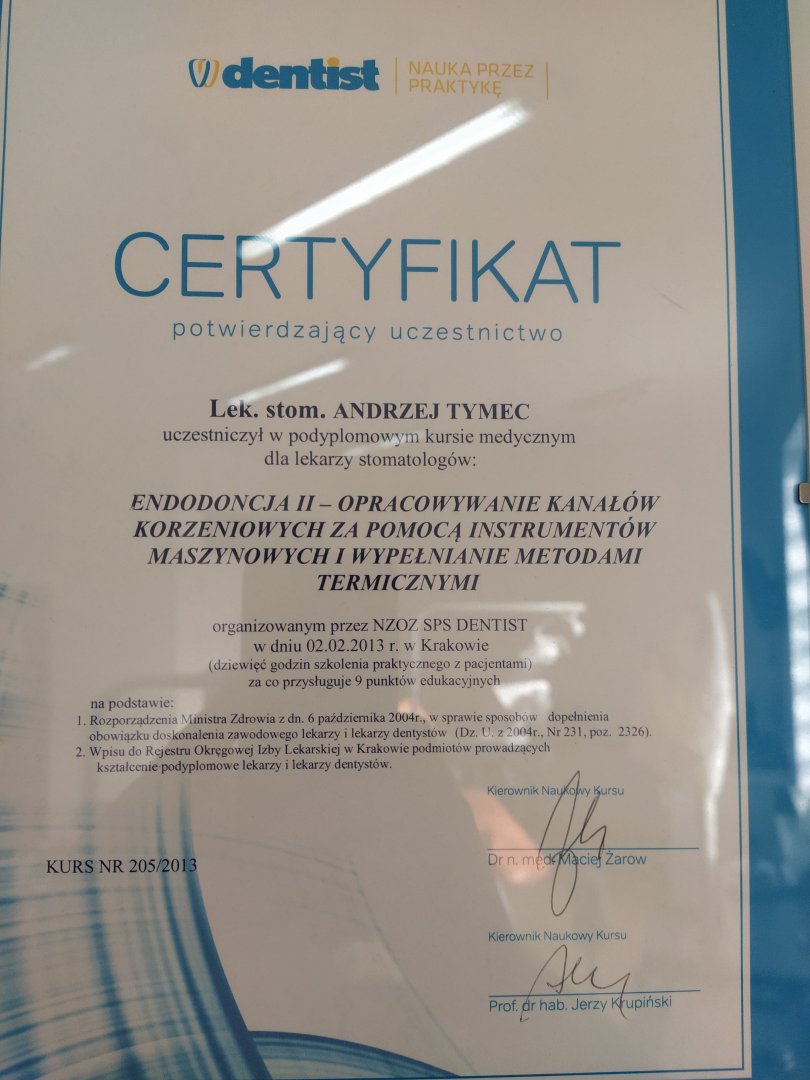 dentist
NAUKA PRZEZ
PRAKTYKĘ
CERTYFIKAT
potwierdzający uczestnictwo
Lek. stom. ANDRZEJ TYMEC
uczestniczył w podyplomowym kursie medycznym
dla lekarzy stomatologów:
ENDODONCJA II – OPRACOWYWANIE KANAŁÓW
KORZENIOWYCH ZA POMOCĄ INSTRUMENTÓW
MASZYNOWYCH I WYPEŁNIANIE METODAMI
TERMICZNYMI
organizowanym przez NZOZ SPS DENTIST
w dniu 02.02.2013 r. w Krakowie
(dziewięć godzin szkolenia praktycznego z pacjentami)
za co przysługuje 9 punktów edukacyjnych
na podstawie:
1. Rozporządzenia Ministra Zdrowia z dn. 6 października 2004r., w sprawie sposobów dopełnienia
obowiązku doskonalenia zawodowego lekarzy i lekarzy dentystów (Dz. U. z 2004r., Nr 231, poz. 2326).
2. Wpisu do Rejestru Okręgowej Izby Lekarskiej w Krakowie podmiotów prowadzących
kształcenie podyplomowe lekarzy i lekarzy dentystów.
Kierownik Naukowy Kursu
Dr n. med. Maciej Żarow
KURS NR 205/2013
Kierownik Naukowy Kursu
Prof. dr hab. Jerzy Krupiński